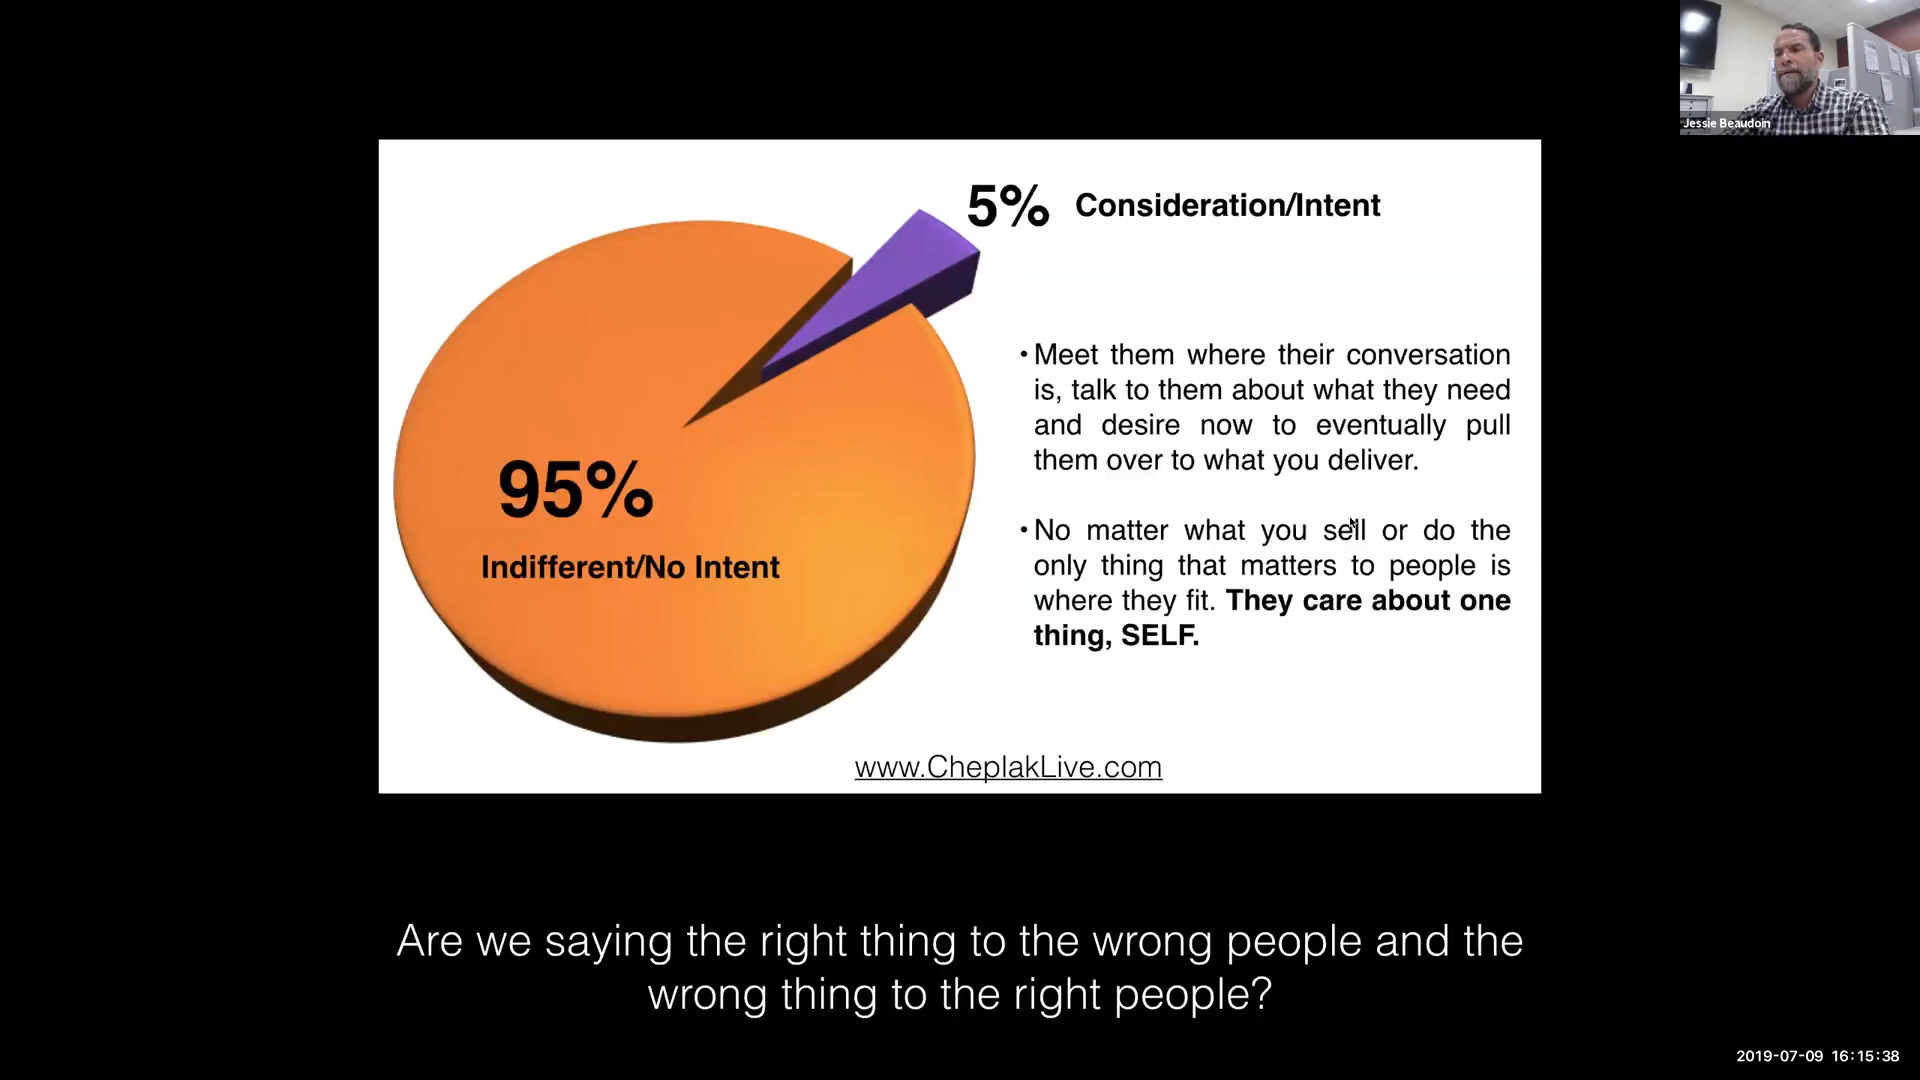 Jessie Beaudoin
5% Consideration/Intent
• Meet them where their conversation
is, talk to them about what they need
and desire now to eventually pull
them over to what you deliver.
95%
Indifferent/No Intent
• No matter what you sell or do the
only thing that matters to people is
where they fit. They care about one
thing, SELF.
www.CheplakLive.com
Are we saying the right thing to the wrong people and the
wrong thing to the right people?
2019-07-09 16:15:38